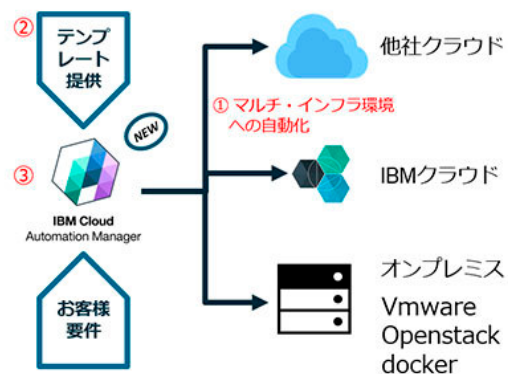 ②
テンプ
レート
提供
他社クラウド
① マルチ・インフラ環境
への自動化
NEW
③
IBM Cloud
Automation Manager
IBMクラウド
お客様
要件
オンプレミス
Vmware
Openstack
docker